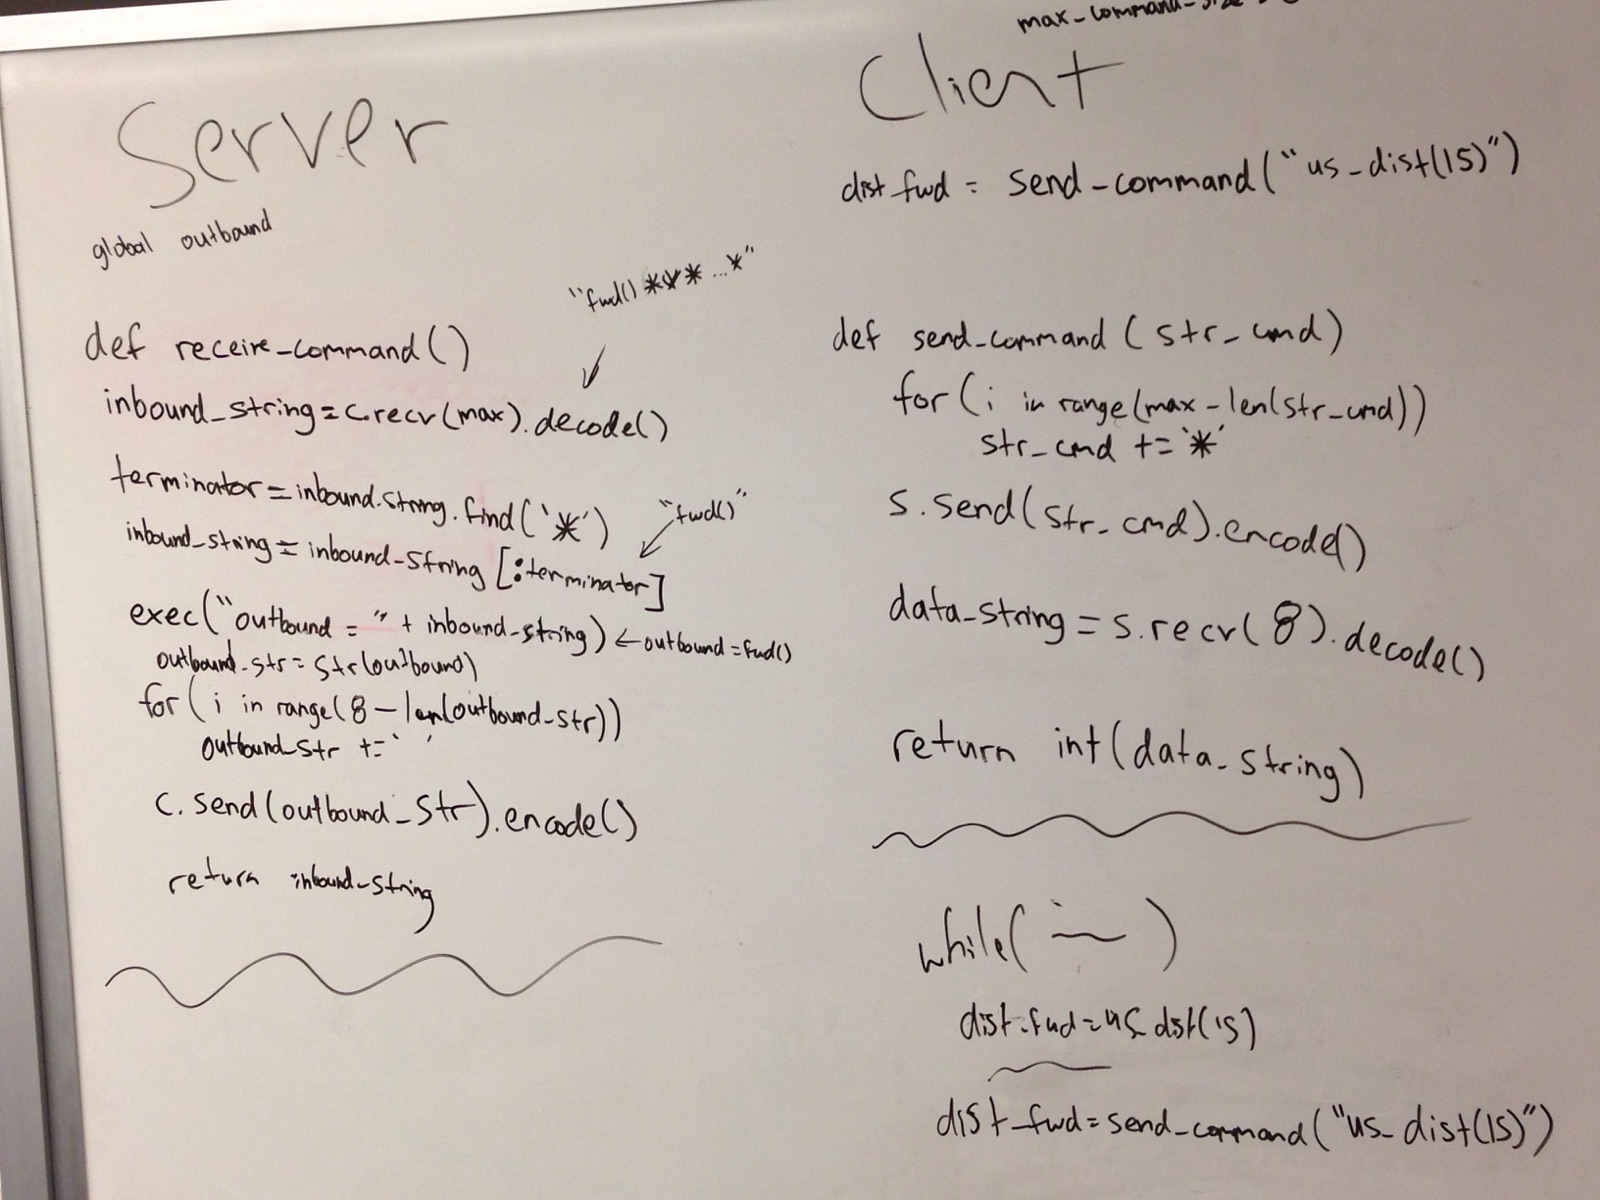 Server
global outbound
"fwd()***...*"
def receive_command()
inbound_string=c.recv(max).decode()
terminator=inbound_string.find('*')
"fwd()"
inbound_string=inbound_string[:terminator]
exec("outbound = " + inbound_string) ← outbound=fwd()
outbound_str=str(outbound)
for(i in range(8-len(outbound_str))
outbound_str +=' '
c.send(outbound_str).encode()
return inbound_string
max_command_size
Client
dist_fwd = send_command("us_dist(15)")
def send_command(str_cmd)
for(i in range(max-len(str_cmd))
str_cmd +='*'
s.send(str_cmd).encode()
data_string=s.recv(8).decode()
return int(data_string)
while( )
dist_fwd=us_dist(15)
dist_fwd=send_command("us_dist(15)")